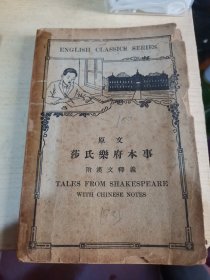 ENGLISH CLASSICS SERIES
原文
莎氏樂府本事
附漢文釋義
TALES FROM SHAKESPEARE
WITH CHINESE NOTES